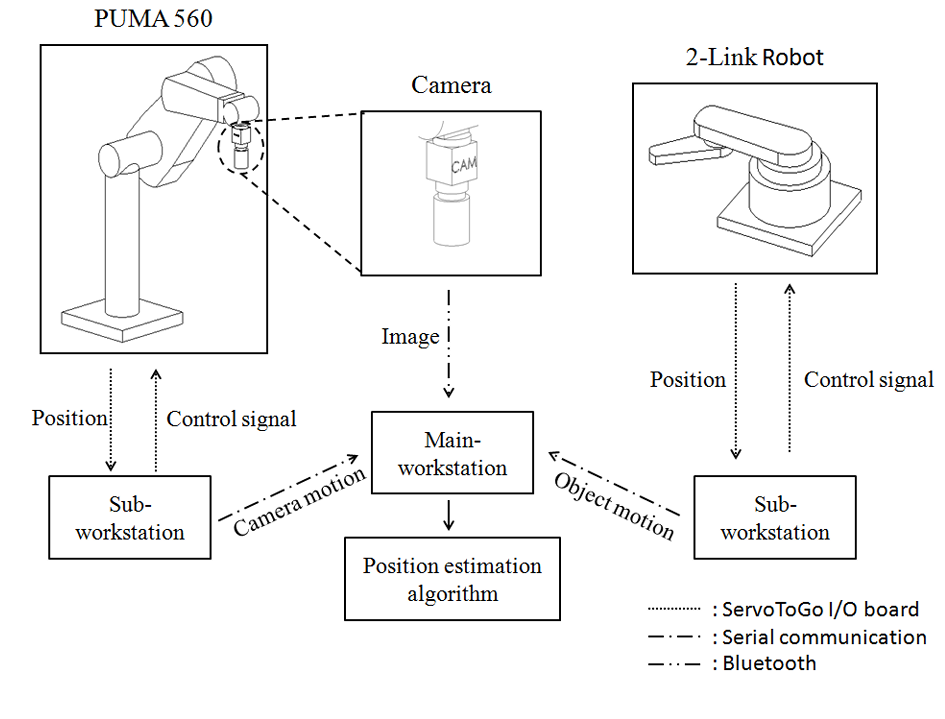 PUMA 560
Camera
2-Link Robot
CAM
Image
Position
Control signal
Position
Control signal
Main-
workstation
Sub-
workstation
Camera motion
Object motion
Sub-
workstation
Position estimation
algorithm
: ServoToGo I/O board
: Serial communication
: Bluetooth